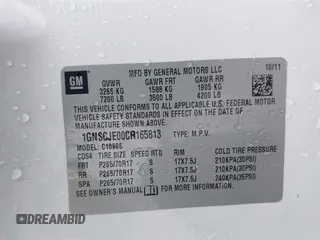 GM
MFD BY GENERAL MOTORS LLC
10/11
GVWR GAWR FRT GAWR RR
3265 KG 1588 KG 1905 KG
7200 LB 3500 LB 4200 LB
THIS VEHICLE CONFORMS TO ALL APPLICABLE U.S. FEDERAL MOTOR
VEHICLE SAFETY, AND THEFT PREVENTION STANDARDS IN EFFECT ON
THE DATE OF MANUFACTURE SHOWN ABOVE.
1GNSCJE00CR165813 TYPE: M.P.V.
MODEL: C10906
TIRE SIZE SPEED RTG RIM COLD TIRE PRESSURE
FRT P265/70R17 S 17X7.5J 210KPA(30PSI)
RR P265/70R17 S 17X7.5J 210KPA(30PSI)
SPA P265/70R17 S 17X7.5J 240KPA(35PSI)
SEE OWNER'S MANUAL FOR MORE INFORMATION.